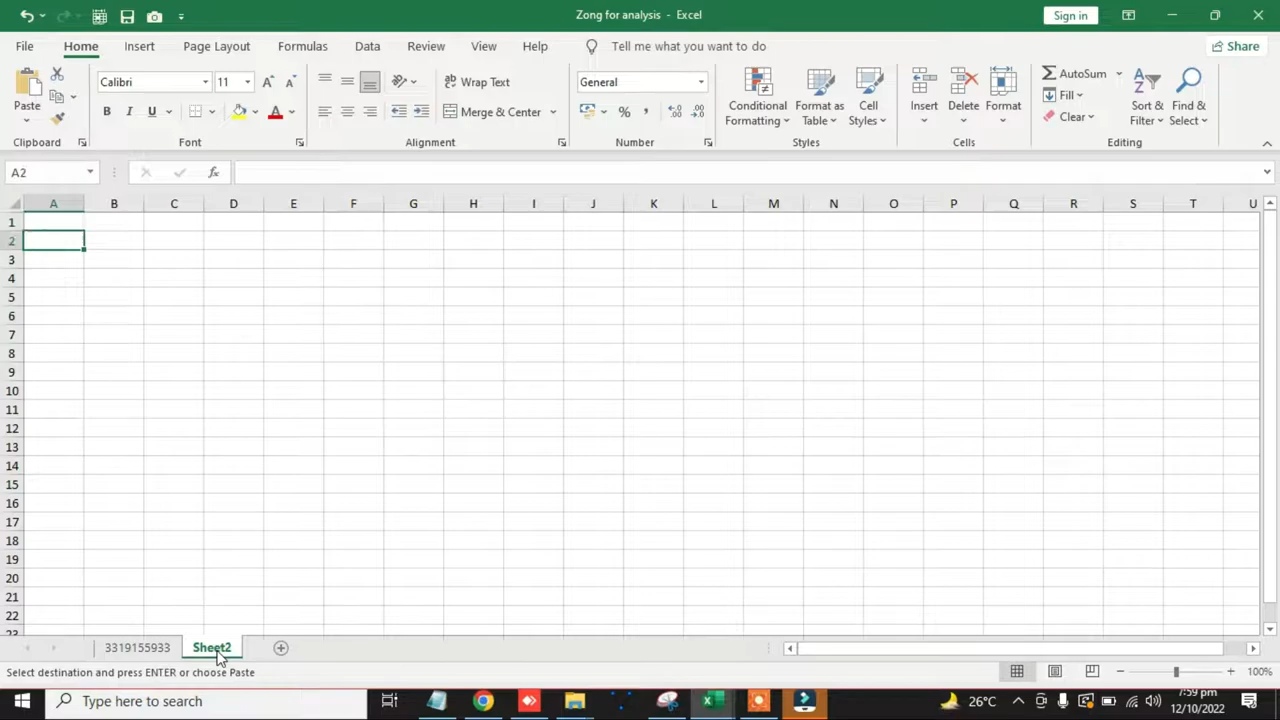 Zong for analysis - Excel
Sign in
File Home Insert Page Layout Formulas Data Review View Help Tell me what you want to do Share
Paste
Calibri 11
B I U A
Wrap Text
Merge & Center
General
%
Conditional Formatting
Format as Table
Cell Styles
Insert
Delete
Format
AutoSum
Fill
Clear
Sort & Filter
Find & Select
Clipboard Font Alignment Number Styles Cells Editing
A2 fx
A B C D E F G H I J K L M N O P Q R S T U
1
2
3
4
5
6
7
8
9
10
11
12
13
14
15
16
17
18
19
20
21
22
23
3319155933 Sheet2
Select destination and press ENTER or choose Paste 100%
Type here to search 26°C 7:59 pm
12/10/2022